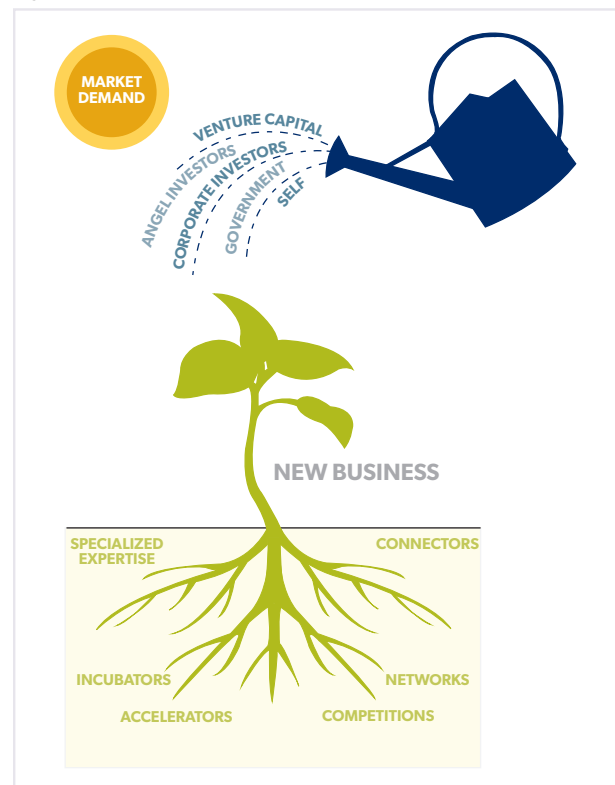 MARKET
DEMAND
VENTURE CAPITAL
ANGEL INVESTORS
CORPORATE INVESTORS
GOVERNMENT
SELF
NEW BUSINESS
SPECIALIZED
EXPERTISE
CONNECTORS
INCUBATORS
NETWORKS
ACCELERATORS
COMPETITIONS